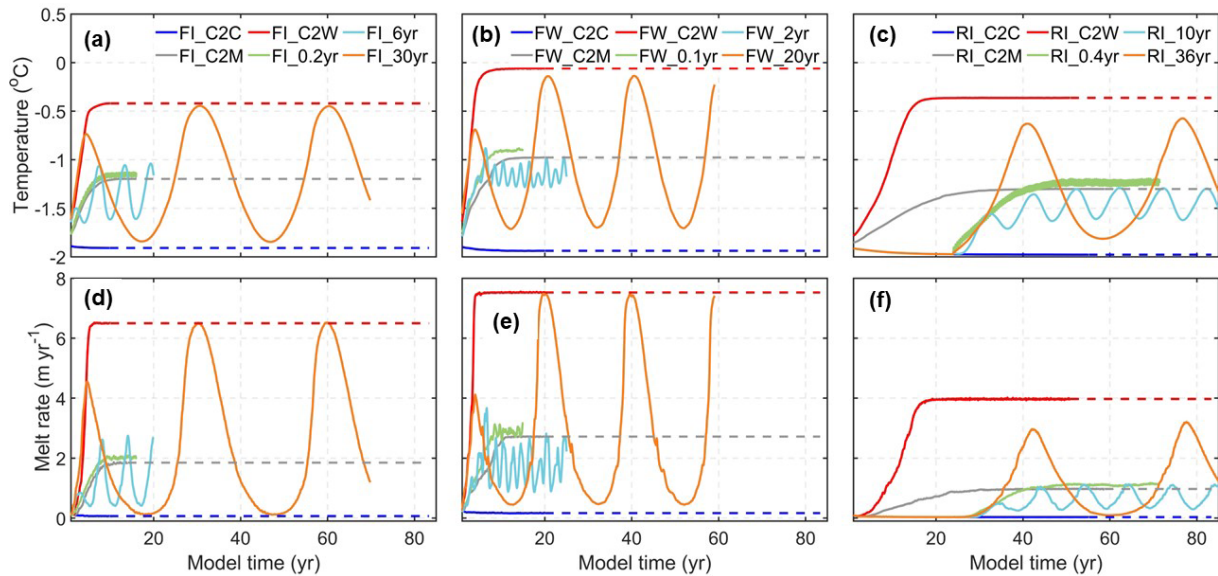 (a) FI_C2C FI_C2W FI_6yr
FI_C2M FI_0.2yr FI_30yr
(b) FW_C2C FW_C2W FW_2yr
FW_C2M FW_0.1yr FW_20yr
(c) RI_C2C RI_C2W RI_10yr
RI_C2M RI_0.4yr RI_36yr
Temperature (°C)
0.5
0
-0.5
-1
-1.5
-2
(d)
(e)
(f)
Melt rate (m yr-1)
8
6
4
2
0
20 40 60 80
20 40 60 80
20 40 60 80
Model time (yr)
Model time (yr)
Model time (yr)